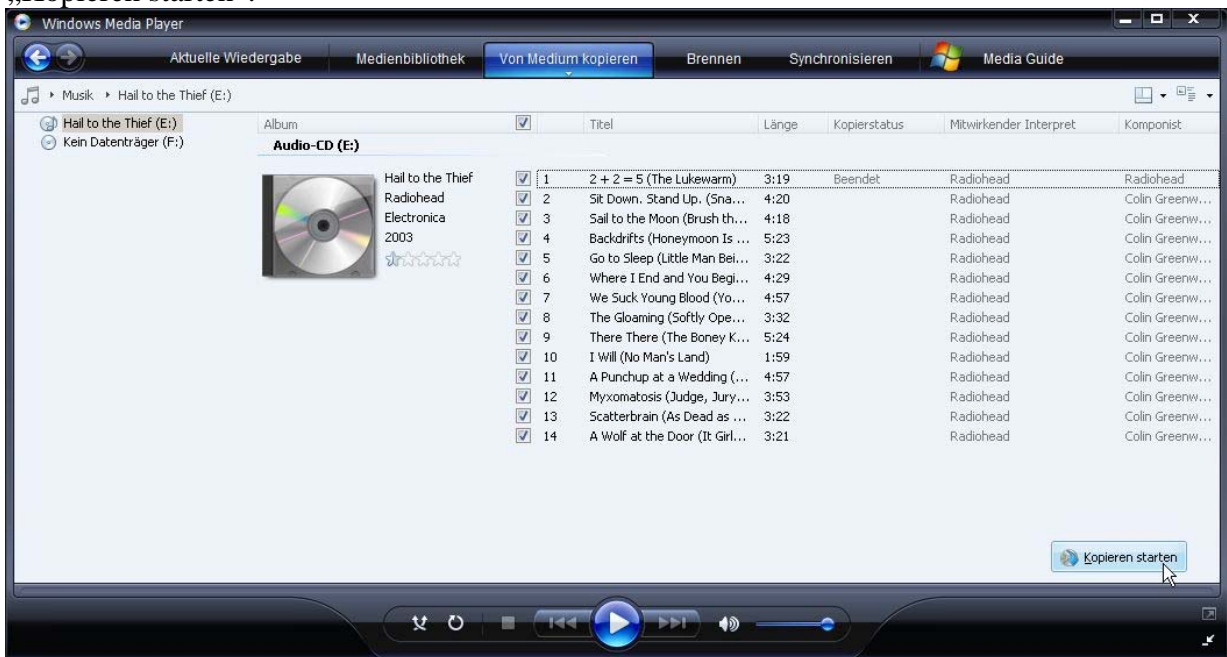 „Kopieren starten“.
Windows Media Player
Aktuelle Wiedergabe Medienbibliothek Von Medium kopieren Brennen Synchronisieren Media Guide
Musik Hail to the Thief (E:)
Hail to the Thief (E:)
Kein Datenträger (F:)
Album Titel Länge Kopierstatus Mitwirkender Interpret Komponist
Audio-CD (E:)
Hail to the Thief
Radiohead
Electronica
2003
1 2 + 2 = 5 (The Lukewarm) 3:19 Beendet Radiohead Radiohead
2 Sit Down. Stand Up. (Sna... 4:20 Radiohead Colin Greenw...
3 Sail to the Moon (Brush th... 4:18 Radiohead Colin Greenw...
4 Backdrifts (Honeymoon Is ... 5:23 Radiohead Colin Greenw...
5 Go to Sleep (Little Man Bei... 3:22 Radiohead Colin Greenw...
6 Where I End and You Begi... 4:29 Radiohead Colin Greenw...
7 We Suck Young Blood (Yo... 4:57 Radiohead Colin Greenw...
8 The Gloaming (Softly Ope... 3:32 Radiohead Colin Greenw...
9 There There (The Boney K... 5:24 Radiohead Colin Greenw...
10 I Will (No Man's Land) 1:59 Radiohead Colin Greenw...
11 A Punchup at a Wedding (... 4:57 Radiohead Colin Greenw...
12 Myxomatosis (Judge, Jury... 3:53 Radiohead Colin Greenw...
13 Scatterbrain (As Dead as ... 3:22 Radiohead Colin Greenw...
14 A Wolf at the Door (It Girl... 3:21 Radiohead Colin Greenw...
Kopieren starten